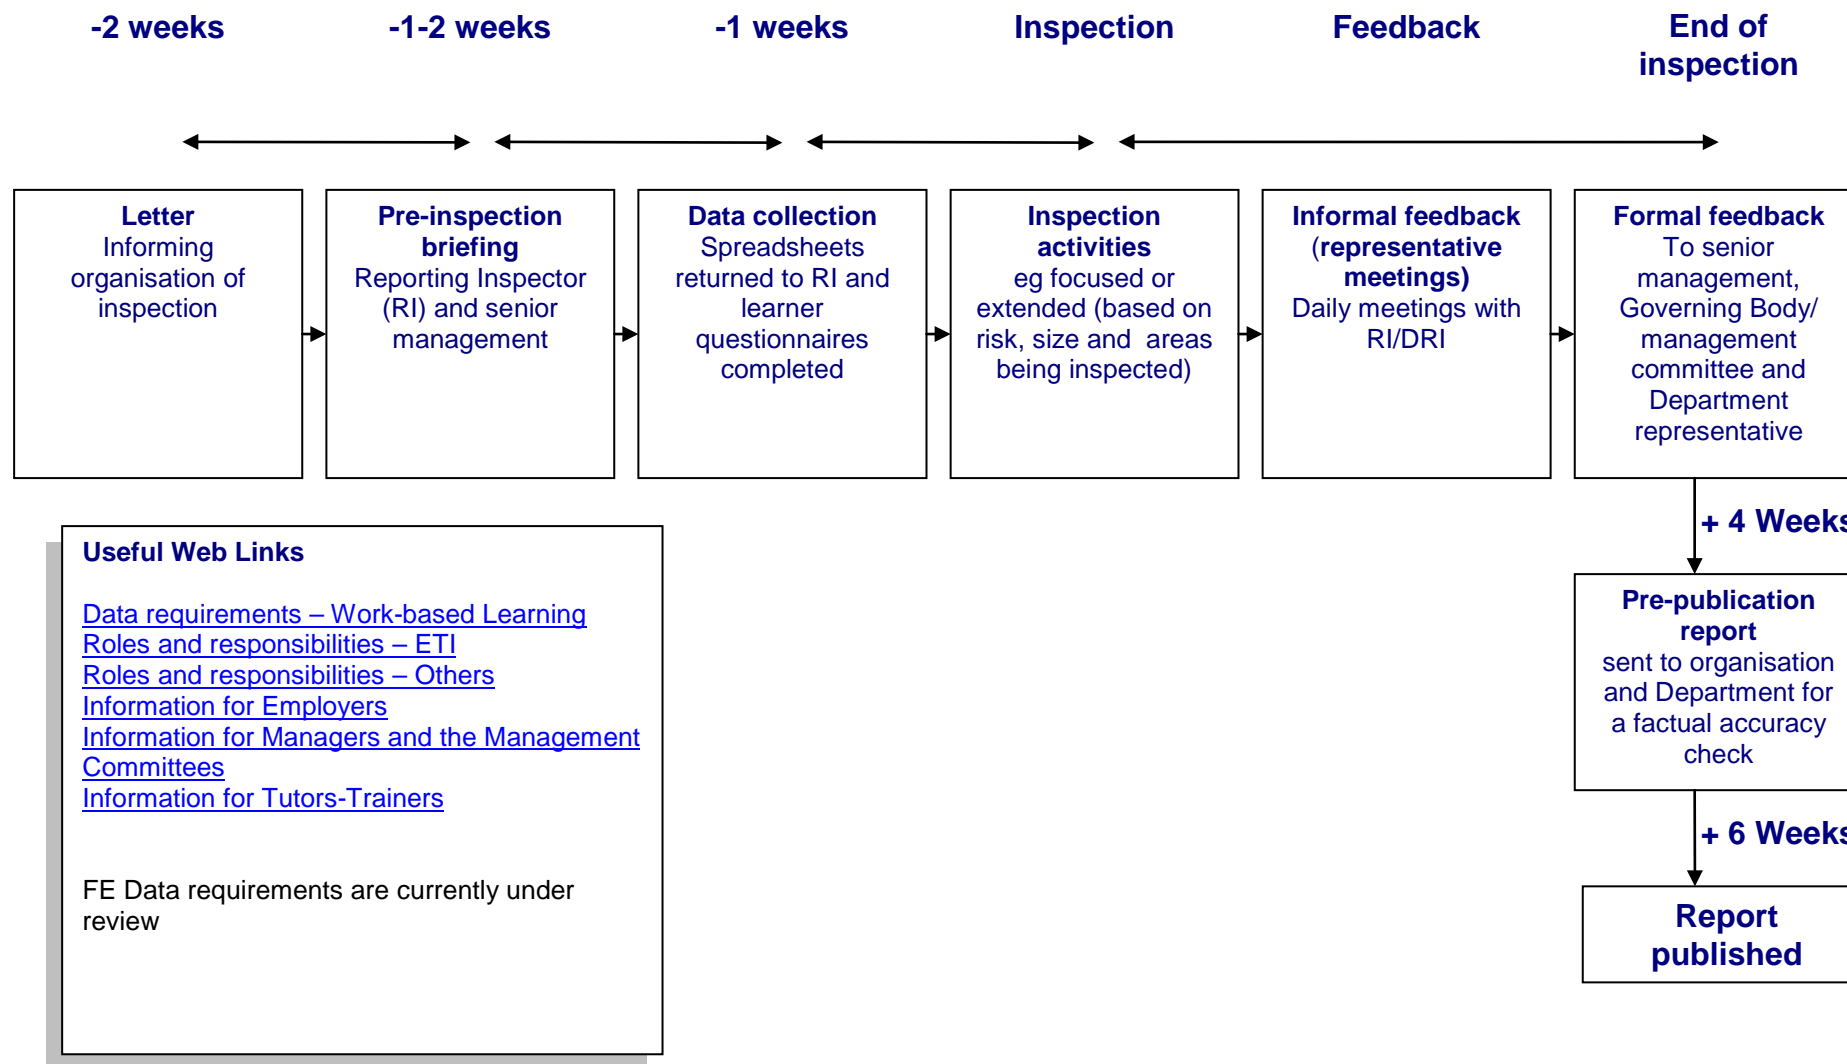 -2 weeks
-1-2 weeks
-1 weeks
Inspection
Feedback
End of
inspection
Letter
Informing
organisation of
inspection
Pre-inspection
briefing
Reporting Inspector
(RI) and senior
management
Data collection
Spreadsheets
returned to RI and
learner
questionnaires
completed
Inspection
activities
eg focused or
extended (based on
risk, size and  areas
being inspected)
Informal feedback
(representative
meetings)
Daily meetings with
RI/DRI
Formal feedback
To senior
management,
Governing Body/
management
committee and
Department
representative
+ 4 Weeks
Pre-publication
report
sent to organisation
and Department for
a factual accuracy
check
+ 6 Weeks
Report
published
Useful Web Links
Data requirements – Work-based Learning
Roles and responsibilities – ETI
Roles and responsibilities – Others
Information for Employers
Information for Managers and the Management
Committees
Information for Tutors-Trainers
FE Data requirements are currently under
review